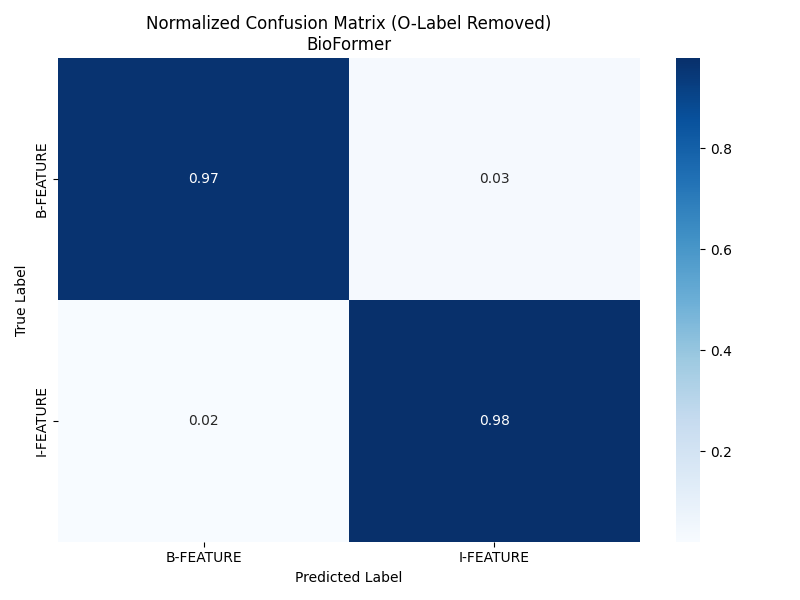 Normalized Confusion Matrix (O-Label Removed)
BioFormer
B-FEATURE
I-FEATURE
True Label
0.97
0.03
0.02
0.98
B-FEATURE
I-FEATURE
Predicted Label
0.8
0.6
0.4
0.2